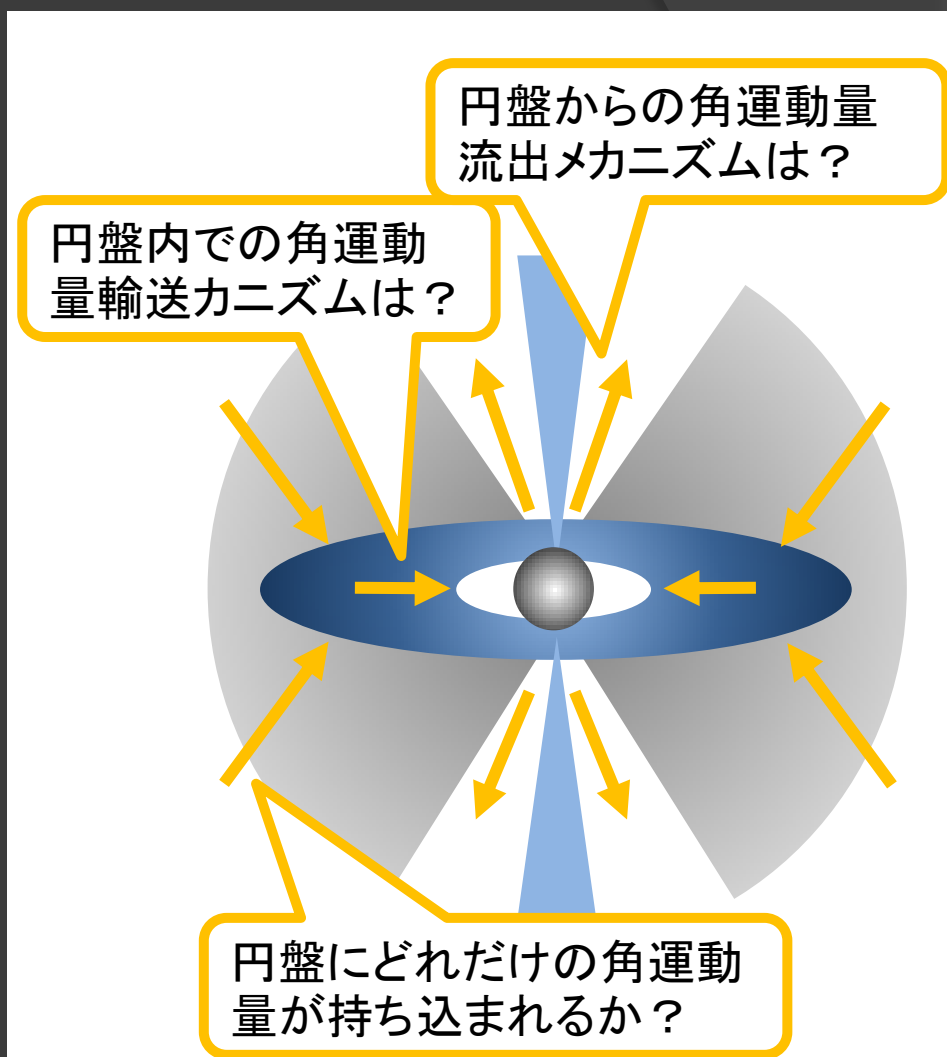 円盤からの角運動量
流出メカニズムは？
円盤内での角運動
量輸送カニズムは？
円盤にどれだけの角運動
量が持ち込まれるか？